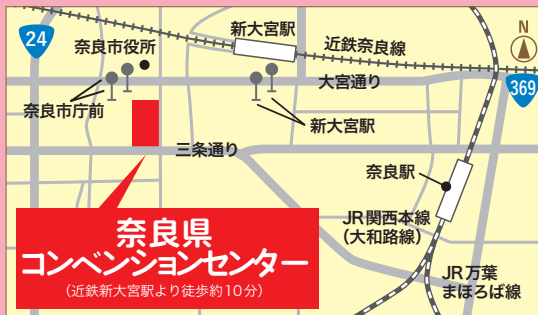 24
奈良市役所
新大宮駅
近鉄奈良線
N
大宮通り
369
奈良市庁前
新大宮駅
三条通り
奈良駅
JR関西本線
（大和路線）
奈良県
コンベンションセンター
（近鉄新大宮駅より徒歩約10分）
JR万葉
まほろば線